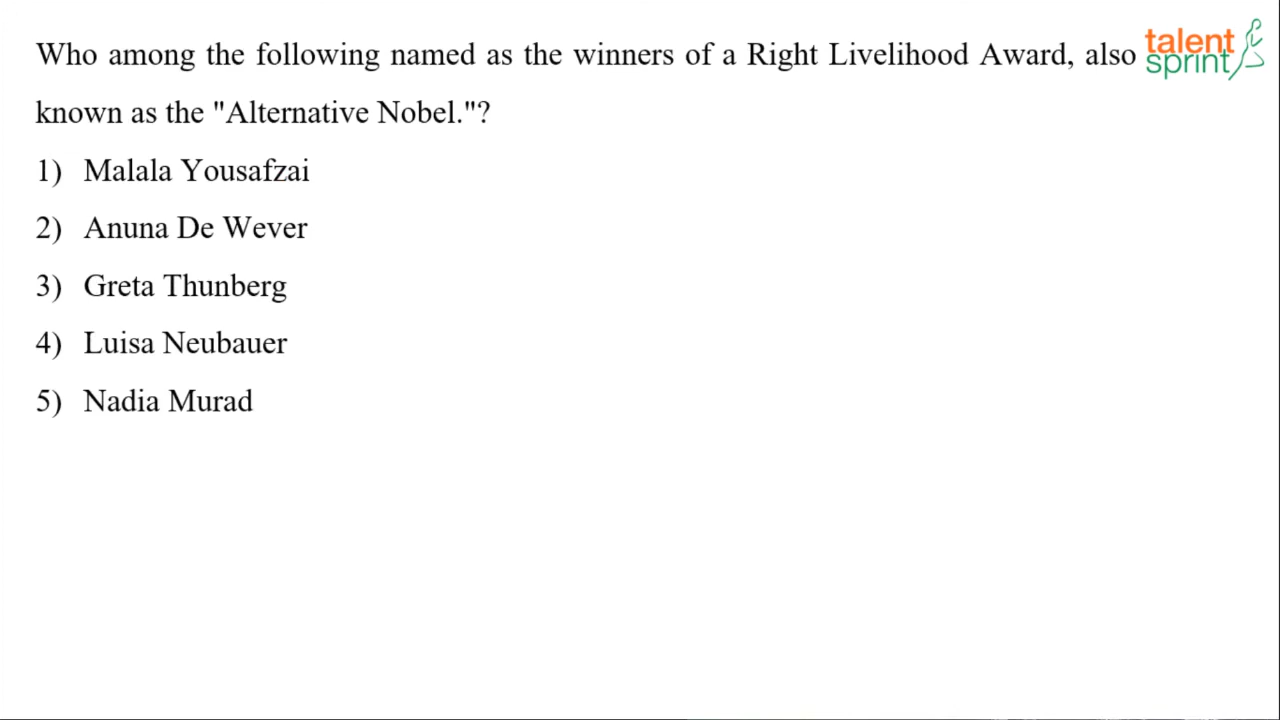 Who among the following named as the winners of a Right Livelihood Award, also
known as the "Alternative Nobel."?
1) Malala Yousafzai
2) Anuna De Wever
3) Greta Thunberg
4) Luisa Neubauer
5) Nadia Murad
talent
sprint